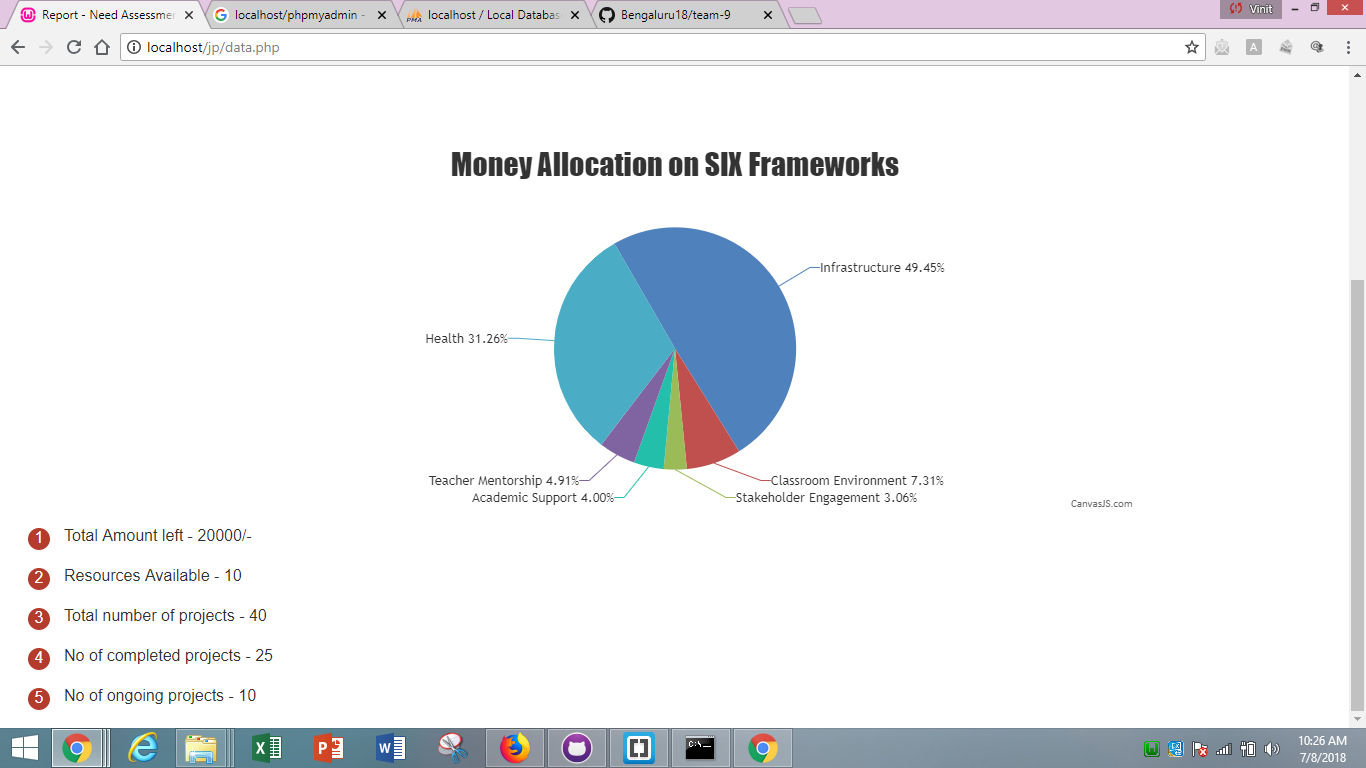 Report - Need Assessmen
localhost/phpmyadmin -
PMA
localhost / Local Databas
Bengaluru18/team-9
Vinit
localhost/jp/data.php
A
Money Allocation on SIX Frameworks
Infrastructure 49.45%
Health 31.26%
Teacher Mentorship 4.91%
Classroom Environment 7.31%
Academic Support 4.00%
Stakeholder Engagement 3.06%
CanvasJS.com
1 Total Amount left - 20000/-
2 Resources Available - 10
3 Total number of projects - 40
4 No of completed projects - 25
5 No of ongoing projects - 10
10:26 AM
7/8/2018